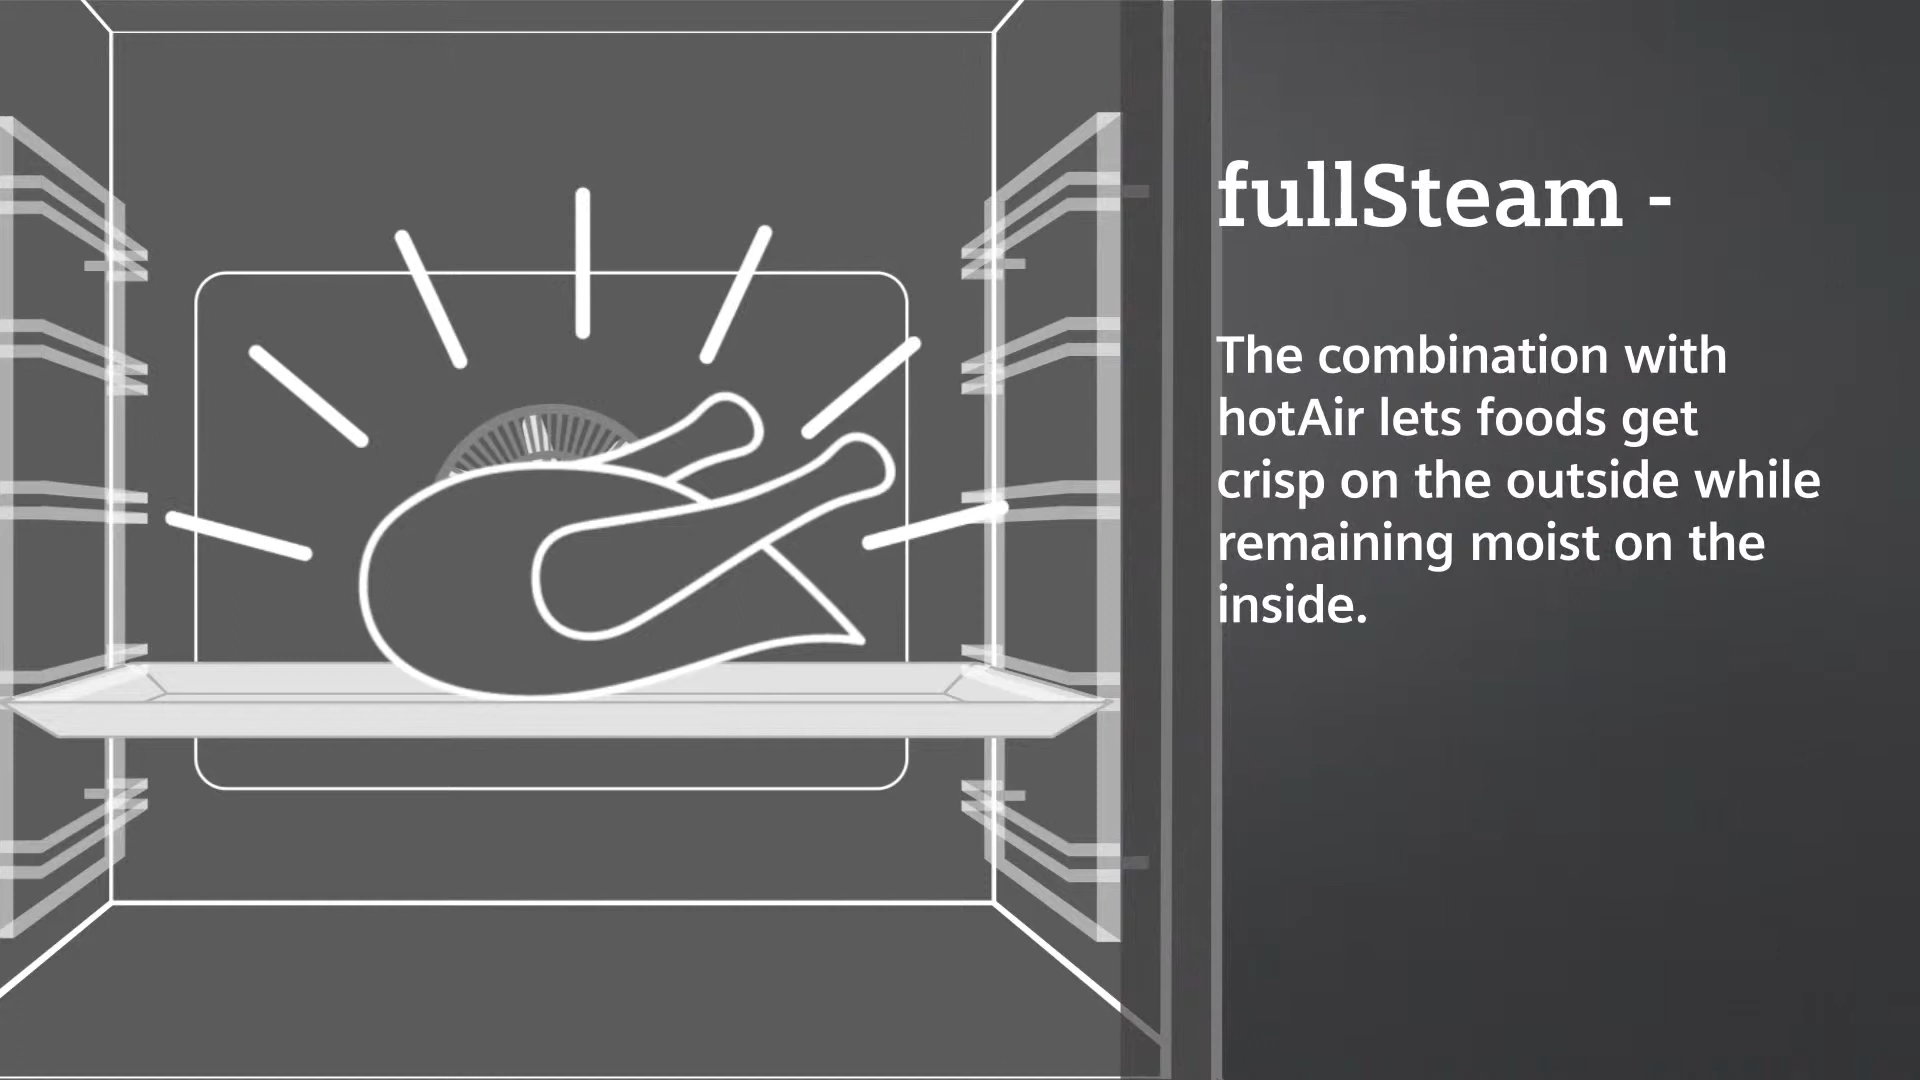 fullSteam -
The combination with
hotAir lets foods get
crisp on the outside while
remaining moist on the
inside.